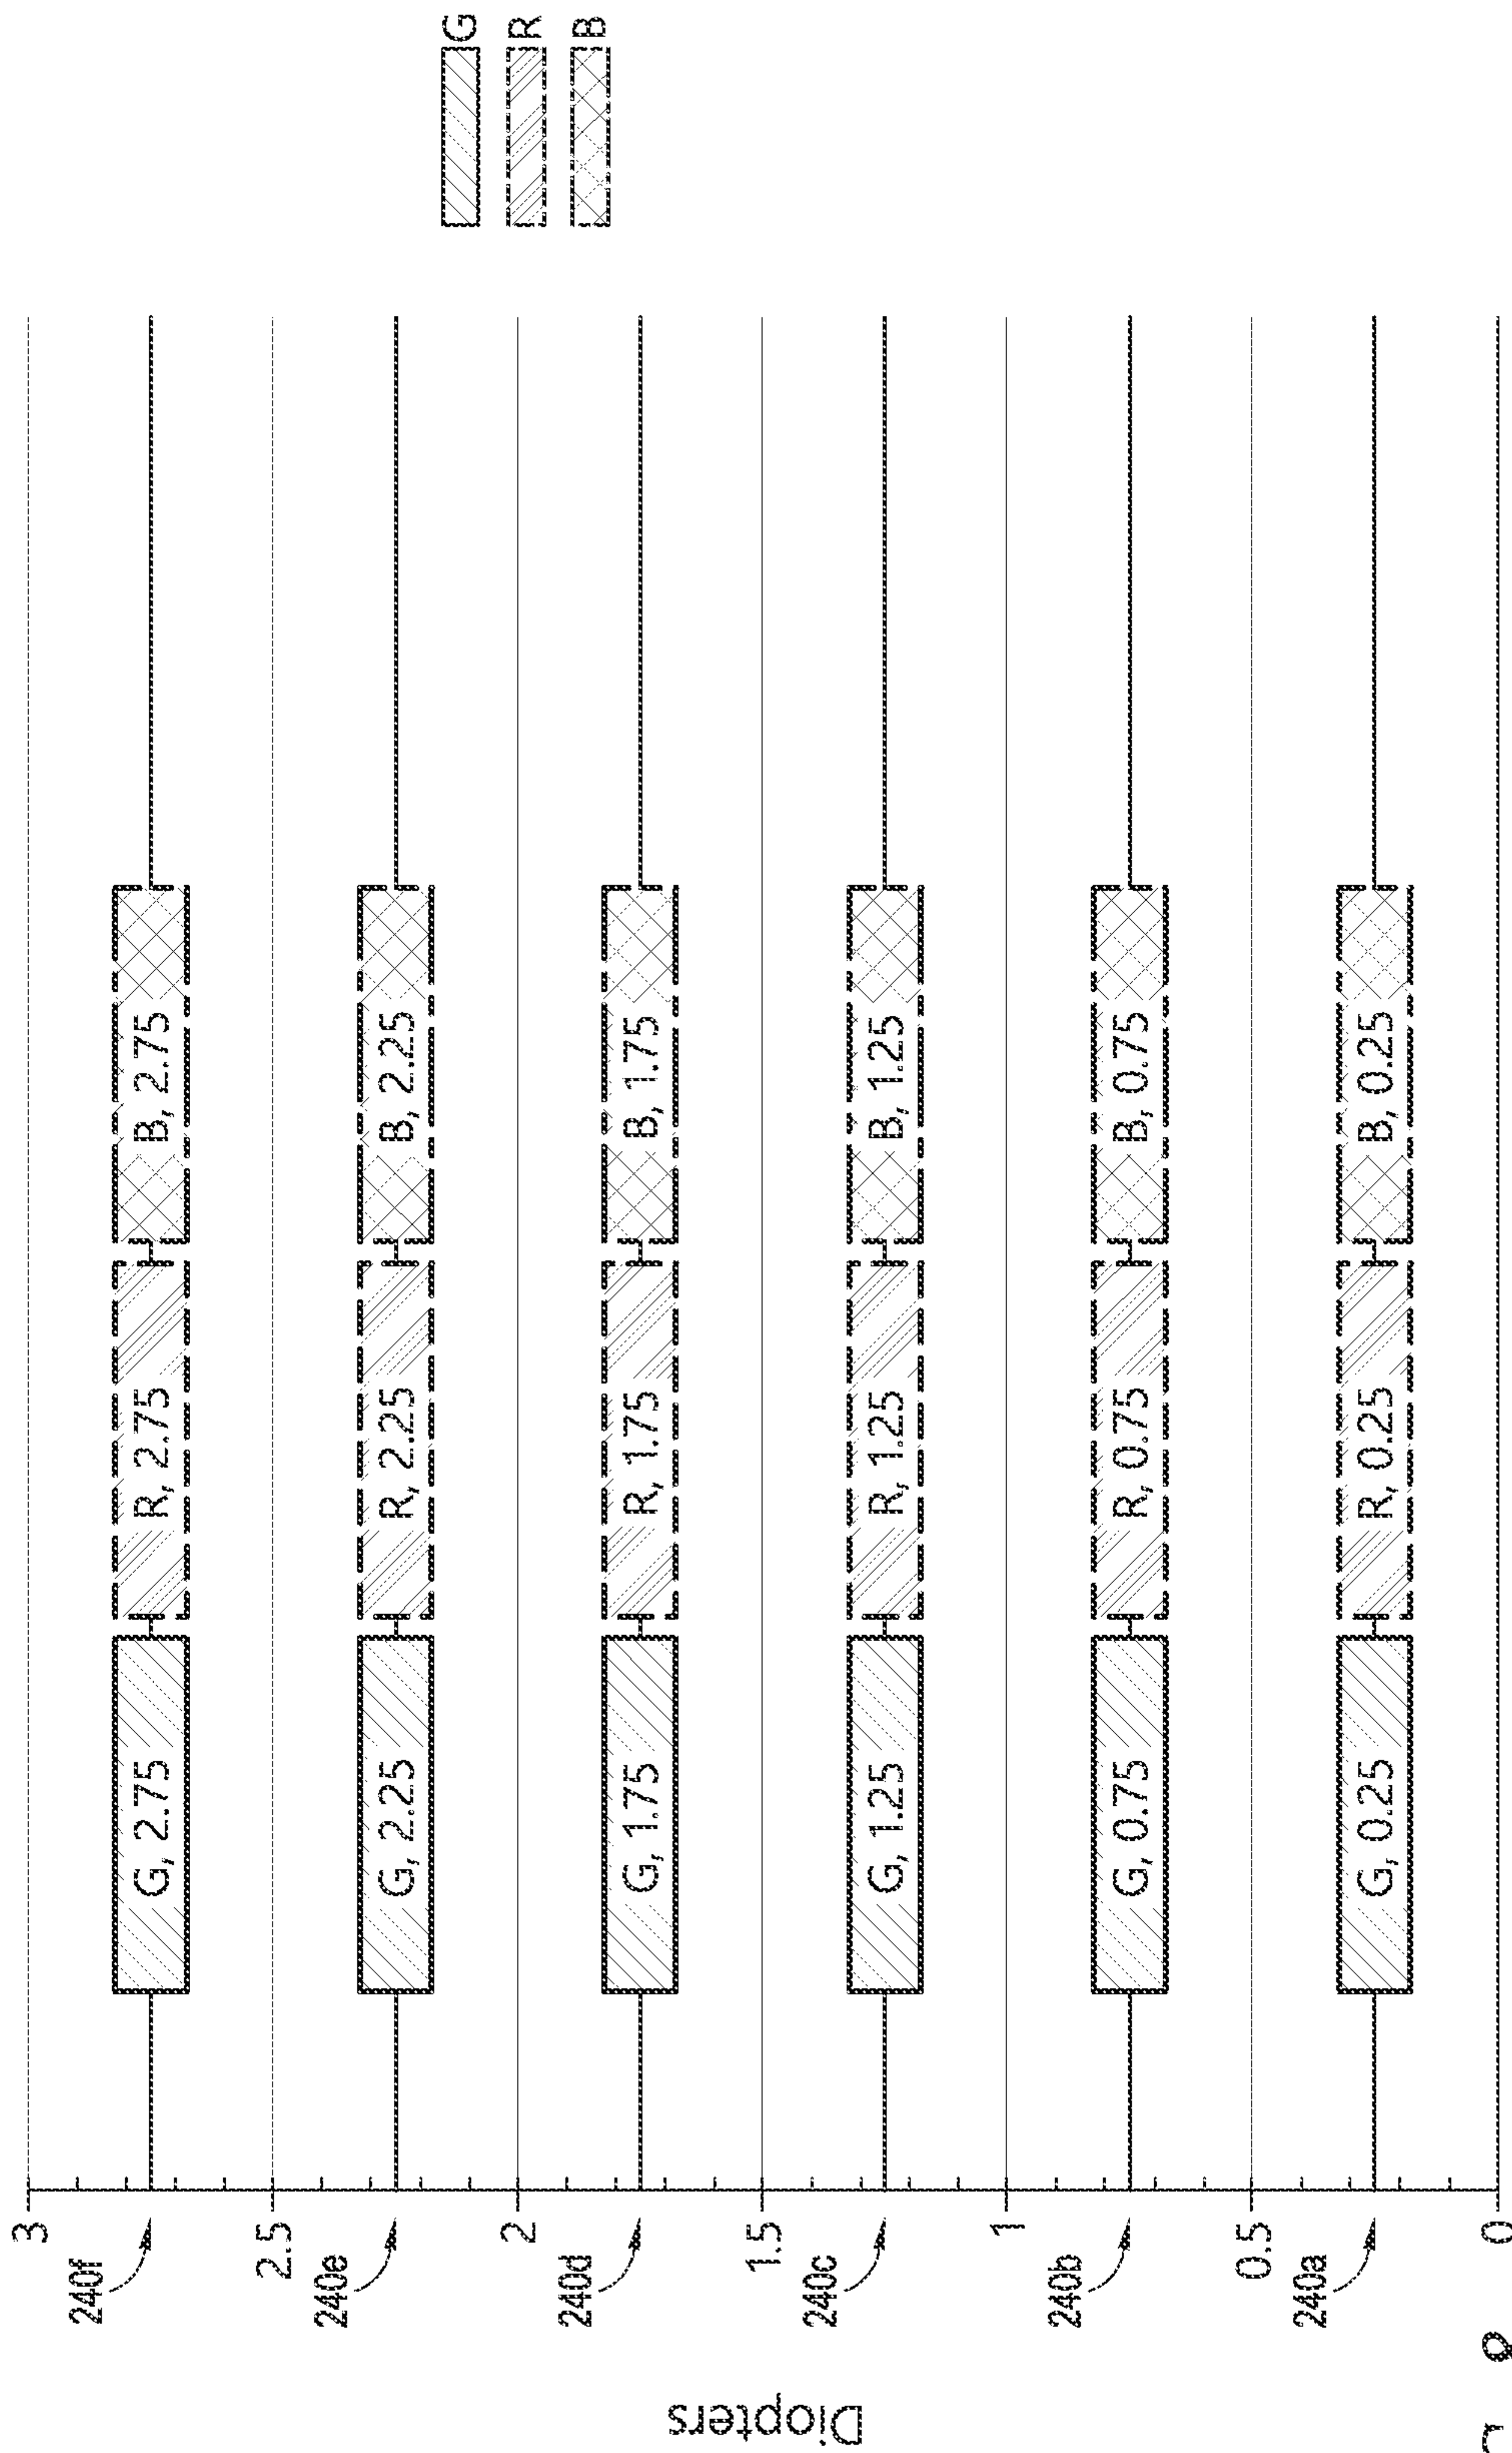 3
240f
G, 2.75
R, 2.75
B, 2.75
2.5
240e
G, 2.25
R, 2.25
B, 2.25
2
240d
G, 1.75
R, 1.75
B, 1.75
1.5
240c
G, 1.25
R, 1.25
B, 1.25
1
240b
G, 0.75
R, 0.75
B, 0.75
0.5
240a
G, 0.25
R, 0.25
B, 0.25
0
Diopters
G
R
B
8